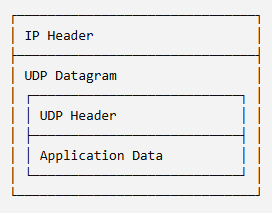 IP Header
UDP Datagram
UDP Header
Application Data